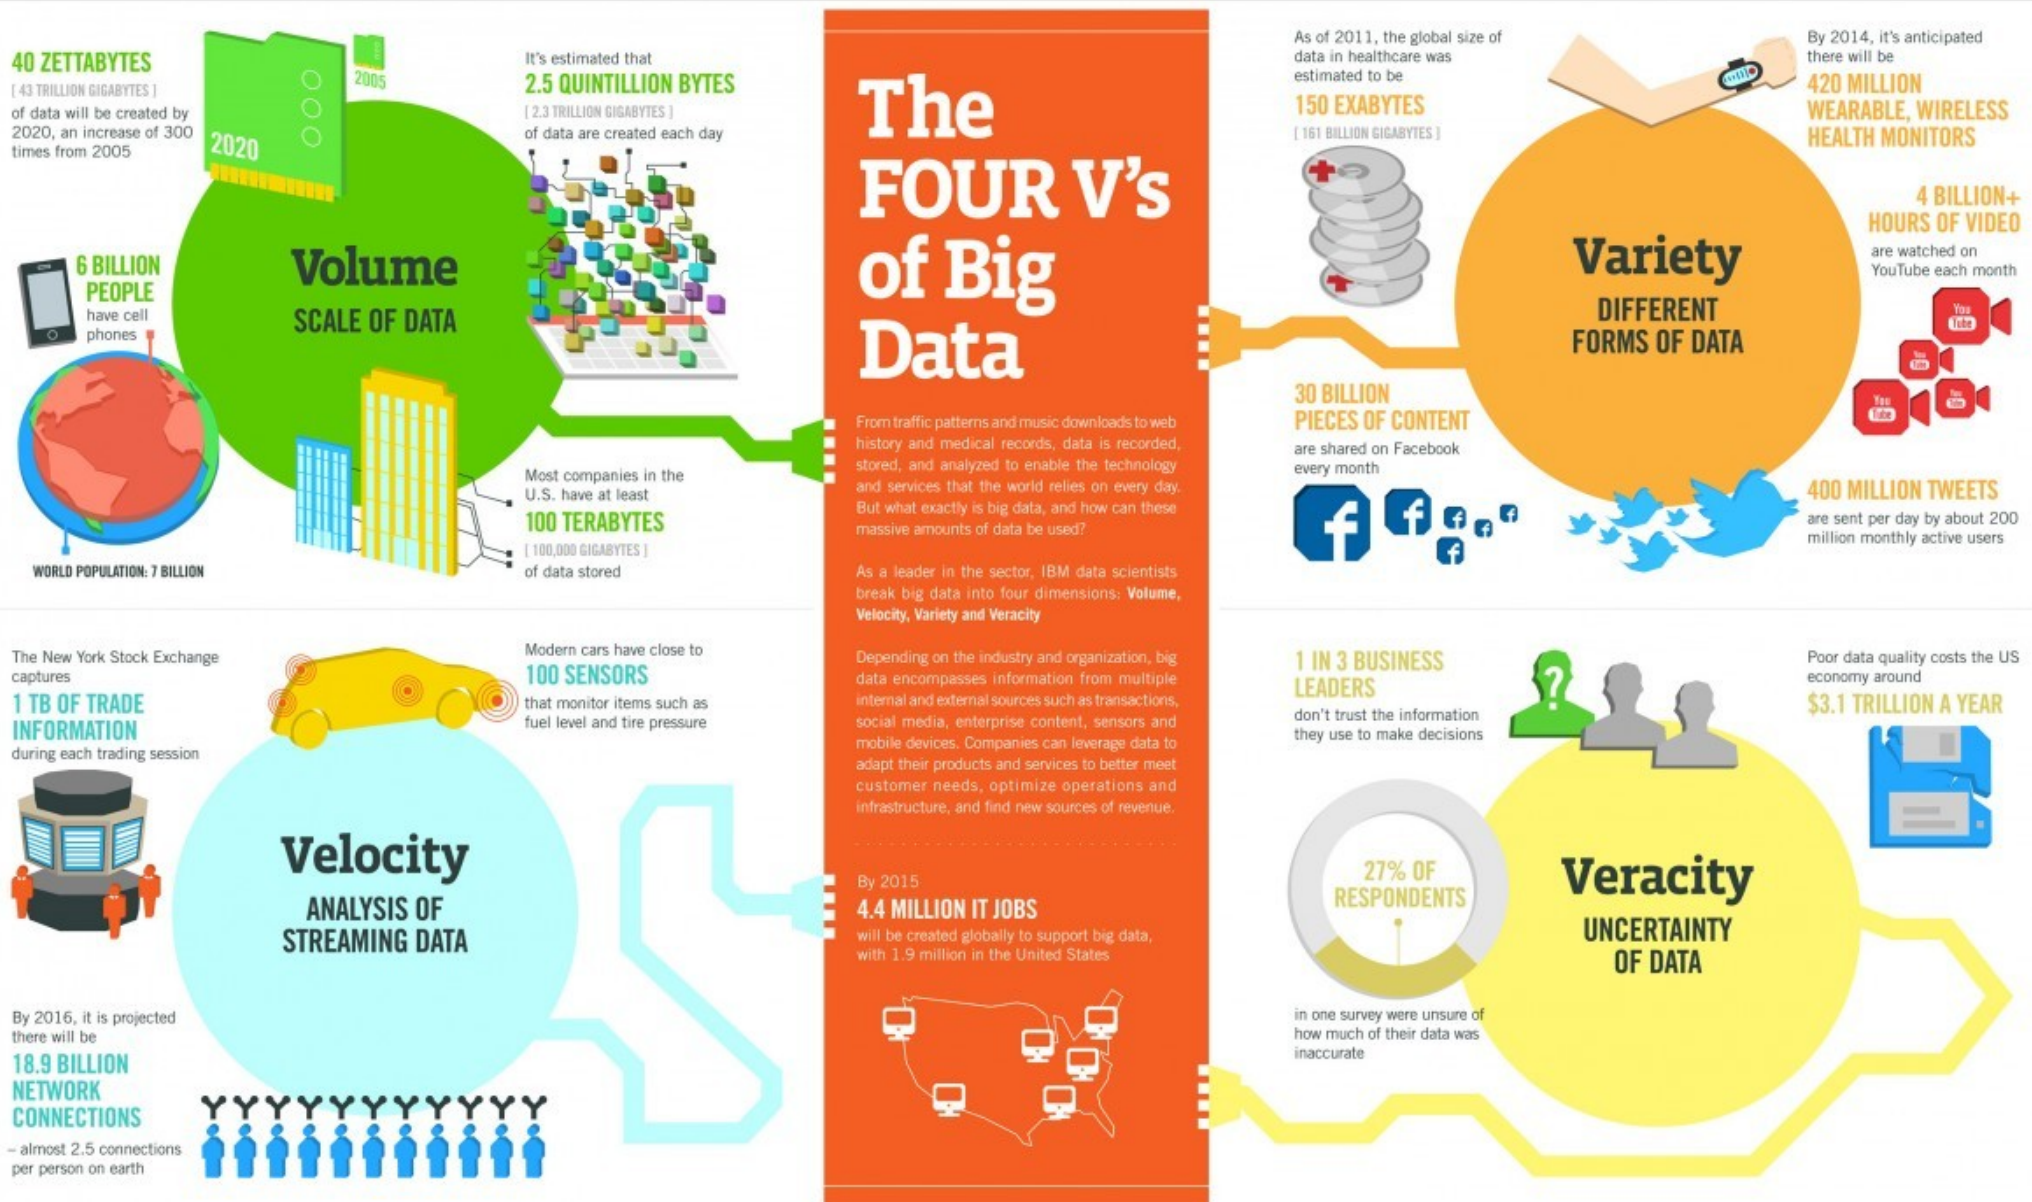 40 ZETTABYTES
[ 43 TRILLION GIGABYTES ]
of data will be created by
2020, an increase of 300
times from 2005
2020
2005
It's estimated that
2.5 QUINTILLION BYTES
[ 2.3 TRILLION GIGABYTES ]
of data are created each day
6 BILLION
PEOPLE
have cell
phones
Volume
SCALE OF DATA
WORLD POPULATION: 7 BILLION
Most companies in the
U.S. have at least
100 TERABYTES
[ 100,000 GIGABYTES ]
of data stored
The New York Stock Exchange
captures
1 TB OF TRADE
INFORMATION
during each trading session
Modern cars have close to
100 SENSORS
that monitor items such as
fuel level and tire pressure
Velocity
ANALYSIS OF
STREAMING DATA
By 2016, it is projected
there will be
18.9 BILLION
NETWORK
CONNECTIONS
– almost 2.5 connections
per person on earth
The
FOUR V's
of Big
Data
From traffic patterns and music downloads to web
history and medical records, data is recorded,
stored, and analyzed to enable the technology
and services that the world relies on every day.
But what exactly is big data, and how can these
massive amounts of data be used?
As a leader in the sector, IBM data scientists
break big data into four dimensions: Volume,
Velocity, Variety and Veracity
Depending on the industry and organization, big
data encompasses information from multiple
internal and external sources such as transactions,
social media, enterprise content, sensors and
mobile devices. Companies can leverage data to
adapt their products and services to better meet
customer needs, optimize operations and
infrastructure, and find new sources of revenue.
By 2015
4.4 MILLION IT JOBS
will be created globally to support big data,
with 1.9 million in the United States
As of 2011, the global size of
data in healthcare was
estimated to be
150 EXABYTES
[ 161 BILLION GIGABYTES ]
By 2014, it's anticipated
there will be
420 MILLION
WEARABLE, WIRELESS
HEALTH MONITORS
4 BILLION+
HOURS OF VIDEO
are watched on
YouTube each month
You
Tube
You
Tube
You
Tube
You
Tube
Variety
DIFFERENT
FORMS OF DATA
30 BILLION
PIECES OF CONTENT
are shared on Facebook
every month
f
f
f
f
f
f
400 MILLION TWEETS
are sent per day by about 200
million monthly active users
1 IN 3 BUSINESS
LEADERS
don't trust the information
they use to make decisions
?
Poor data quality costs the US
economy around
$3.1 TRILLION A YEAR
27% OF
RESPONDENTS
in one survey were unsure of
how much of their data was
inaccurate
Veracity
UNCERTAINTY
OF DATA